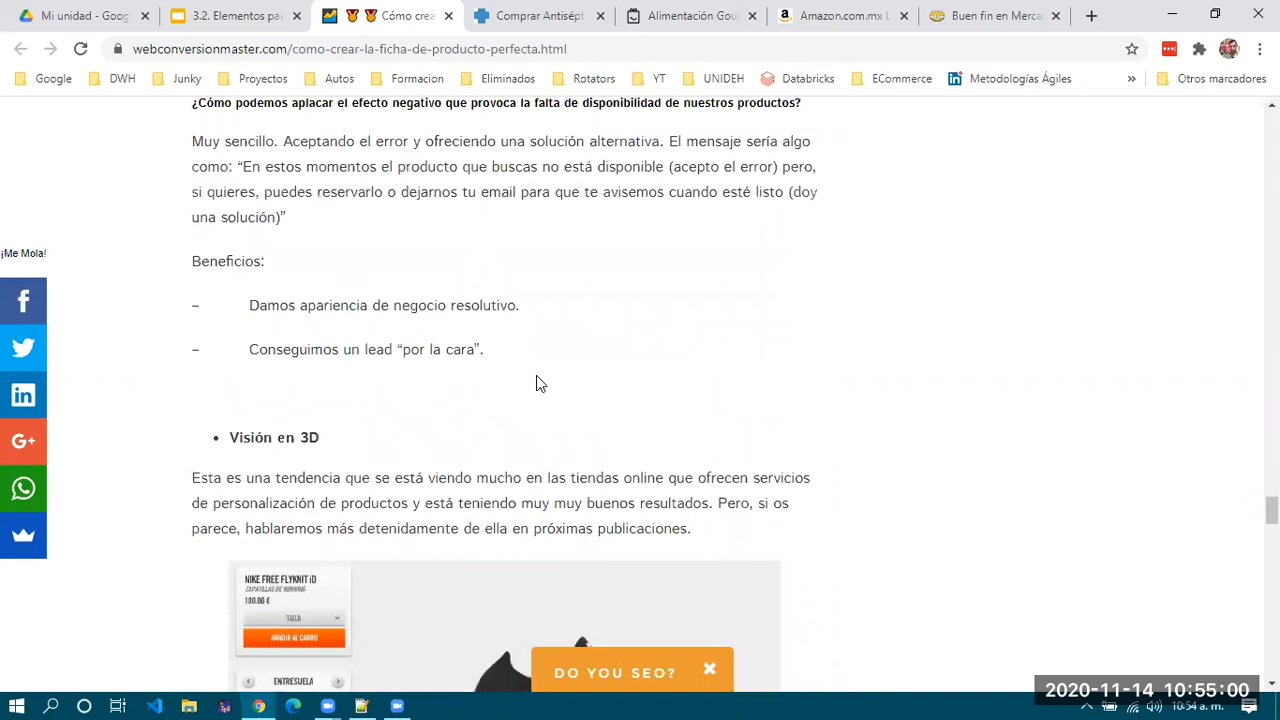 Mi unidad - Goog
3.2. Elementos pa
Cómo crea
Comprar Antisépt
Alimentación Gou
Amazon.com.mx L
Buen fin en Merc
webconversionmaster.com/como-crear-la-ficha-de-producto-perfecta.html
Google
DWH
Junky
Proyectos
Autos
Formacion
Eliminados
Rotators
YT
UNIDEH
Databricks
ECommerce
Metodologías Ágiles
»
Otros marcadores
¿Cómo podemos aplacar el efecto negativo que provoca la falta de disponibilidad de nuestros productos?
Muy sencillo. Aceptando el error y ofreciendo una solución alternativa. El mensaje sería algo
como: “En estos momentos el producto que buscas no está disponible (acepto el error) pero,
si quieres, puedes reservarlo o dejarnos tu email para que te avisemos cuando esté listo (doy
una solución)”
¡Me Mola!
Beneficios:
– Damos apariencia de negocio resolutivo.
– Conseguimos un lead “por la cara”.
• Visión en 3D
Esta es una tendencia que se está viendo mucho en las tiendas online que ofrecen servicios
de personalización de productos y está teniendo muy muy buenos resultados. Pero, si os
parece, hablaremos más detenidamente de ella en próximas publicaciones.
NIKE FREE FLYKNIT iD
ZAPATILLAS DE RUNNING
180.00 €
TALLA
AÑADIR AL CARRO
ENTRESUELA
DO YOU SEO?
2020-11-14 10:55:00
10:54 a. m.